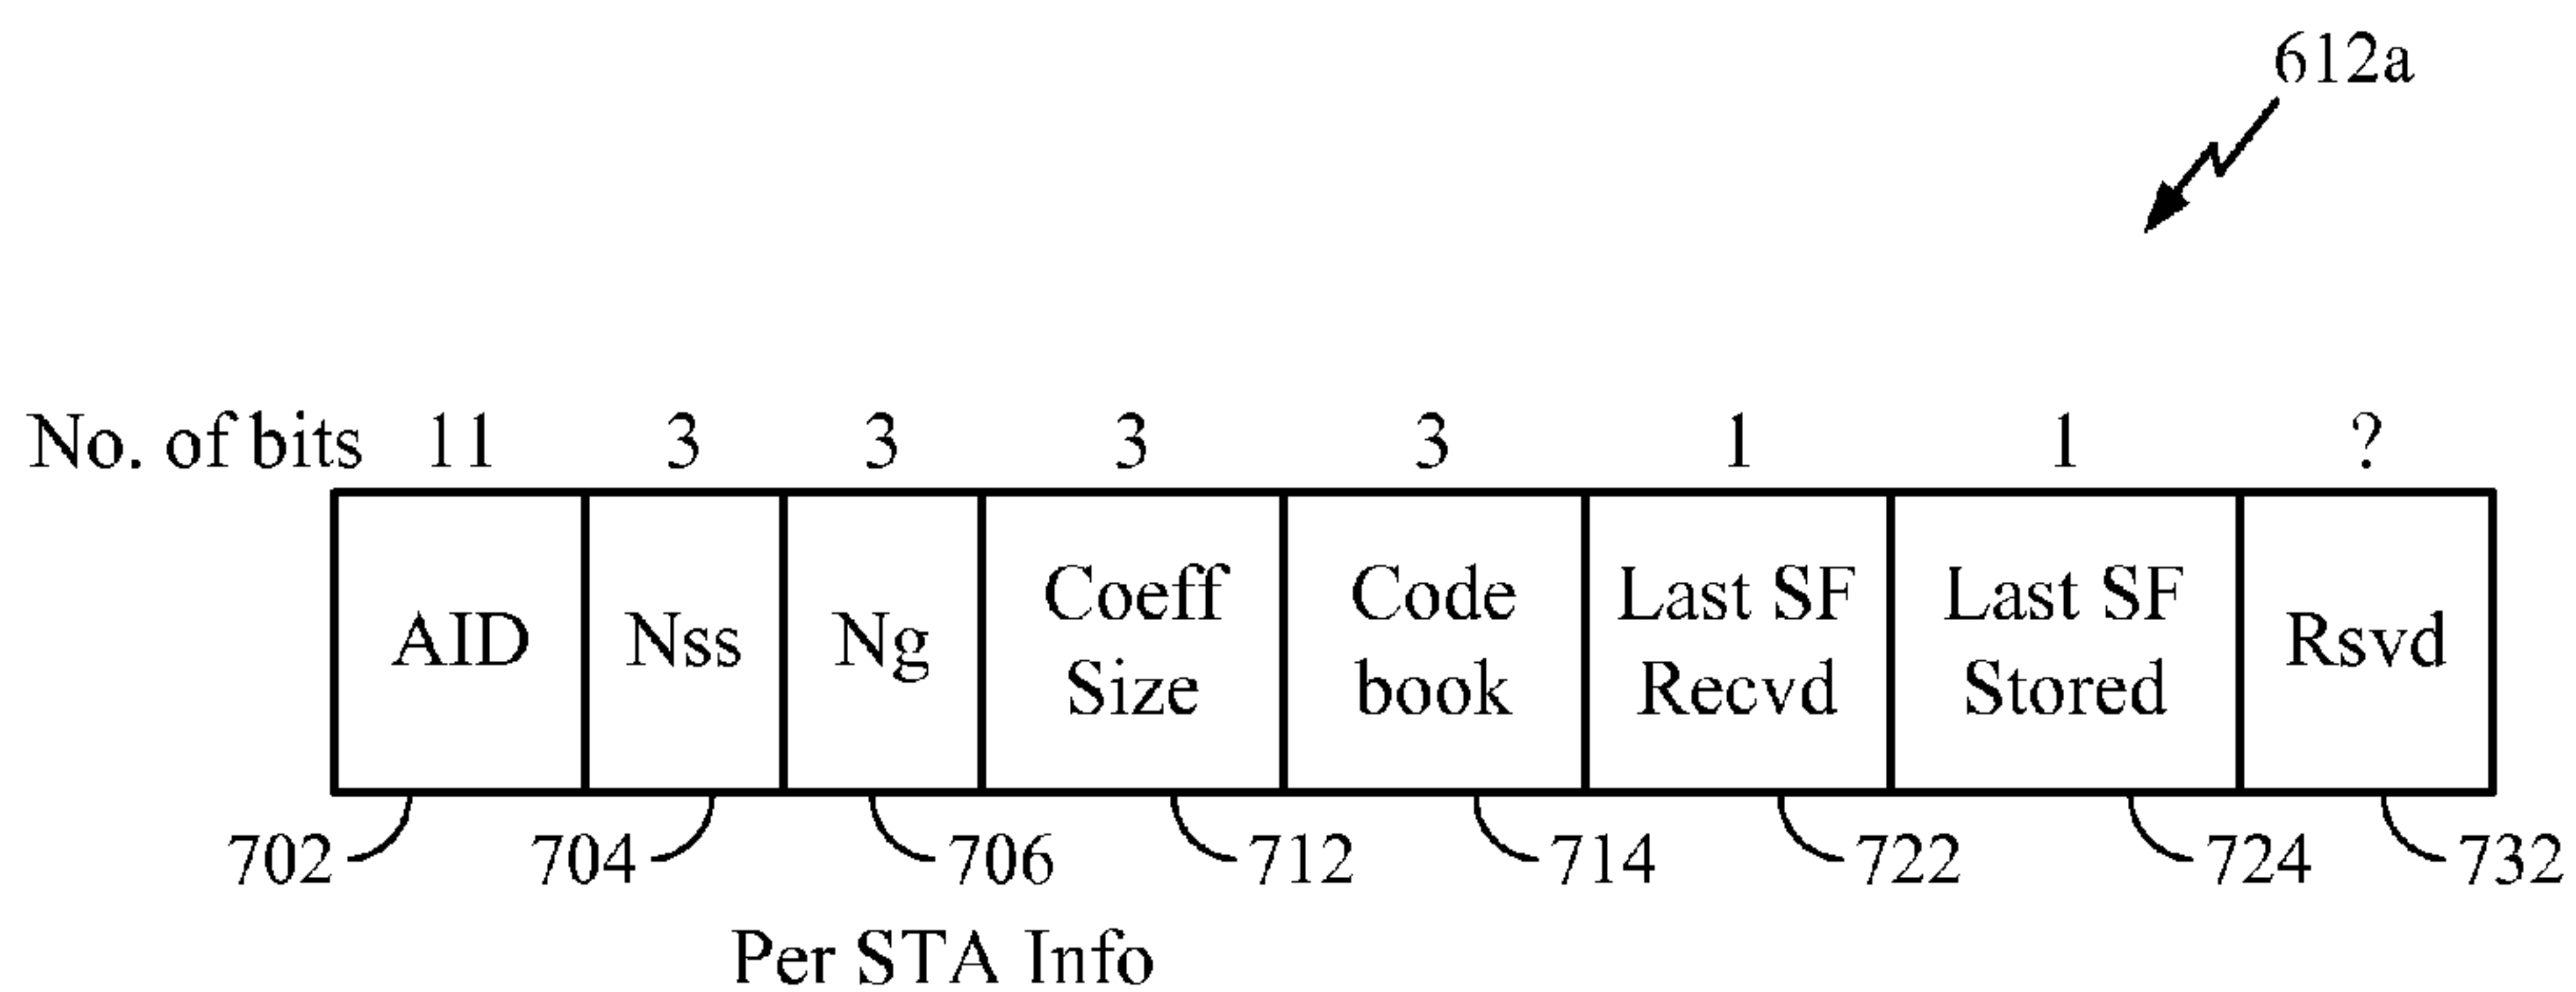 612a
No. of bits 11 3 3 3 3 1 1 ?
AID Nss Ng Coeff Size Code book Last SF Recvd Last SF Stored Rsvd
702 704 706 712 714 722 724 732
Per STA Info